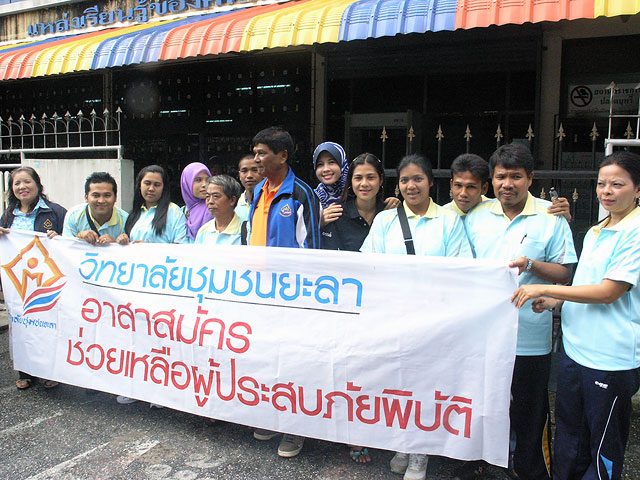 วิทยาลัยชุมชนยะลา
อาสาสมัคร
ช่วยเหลือผู้ประสบภัยพิบัติ